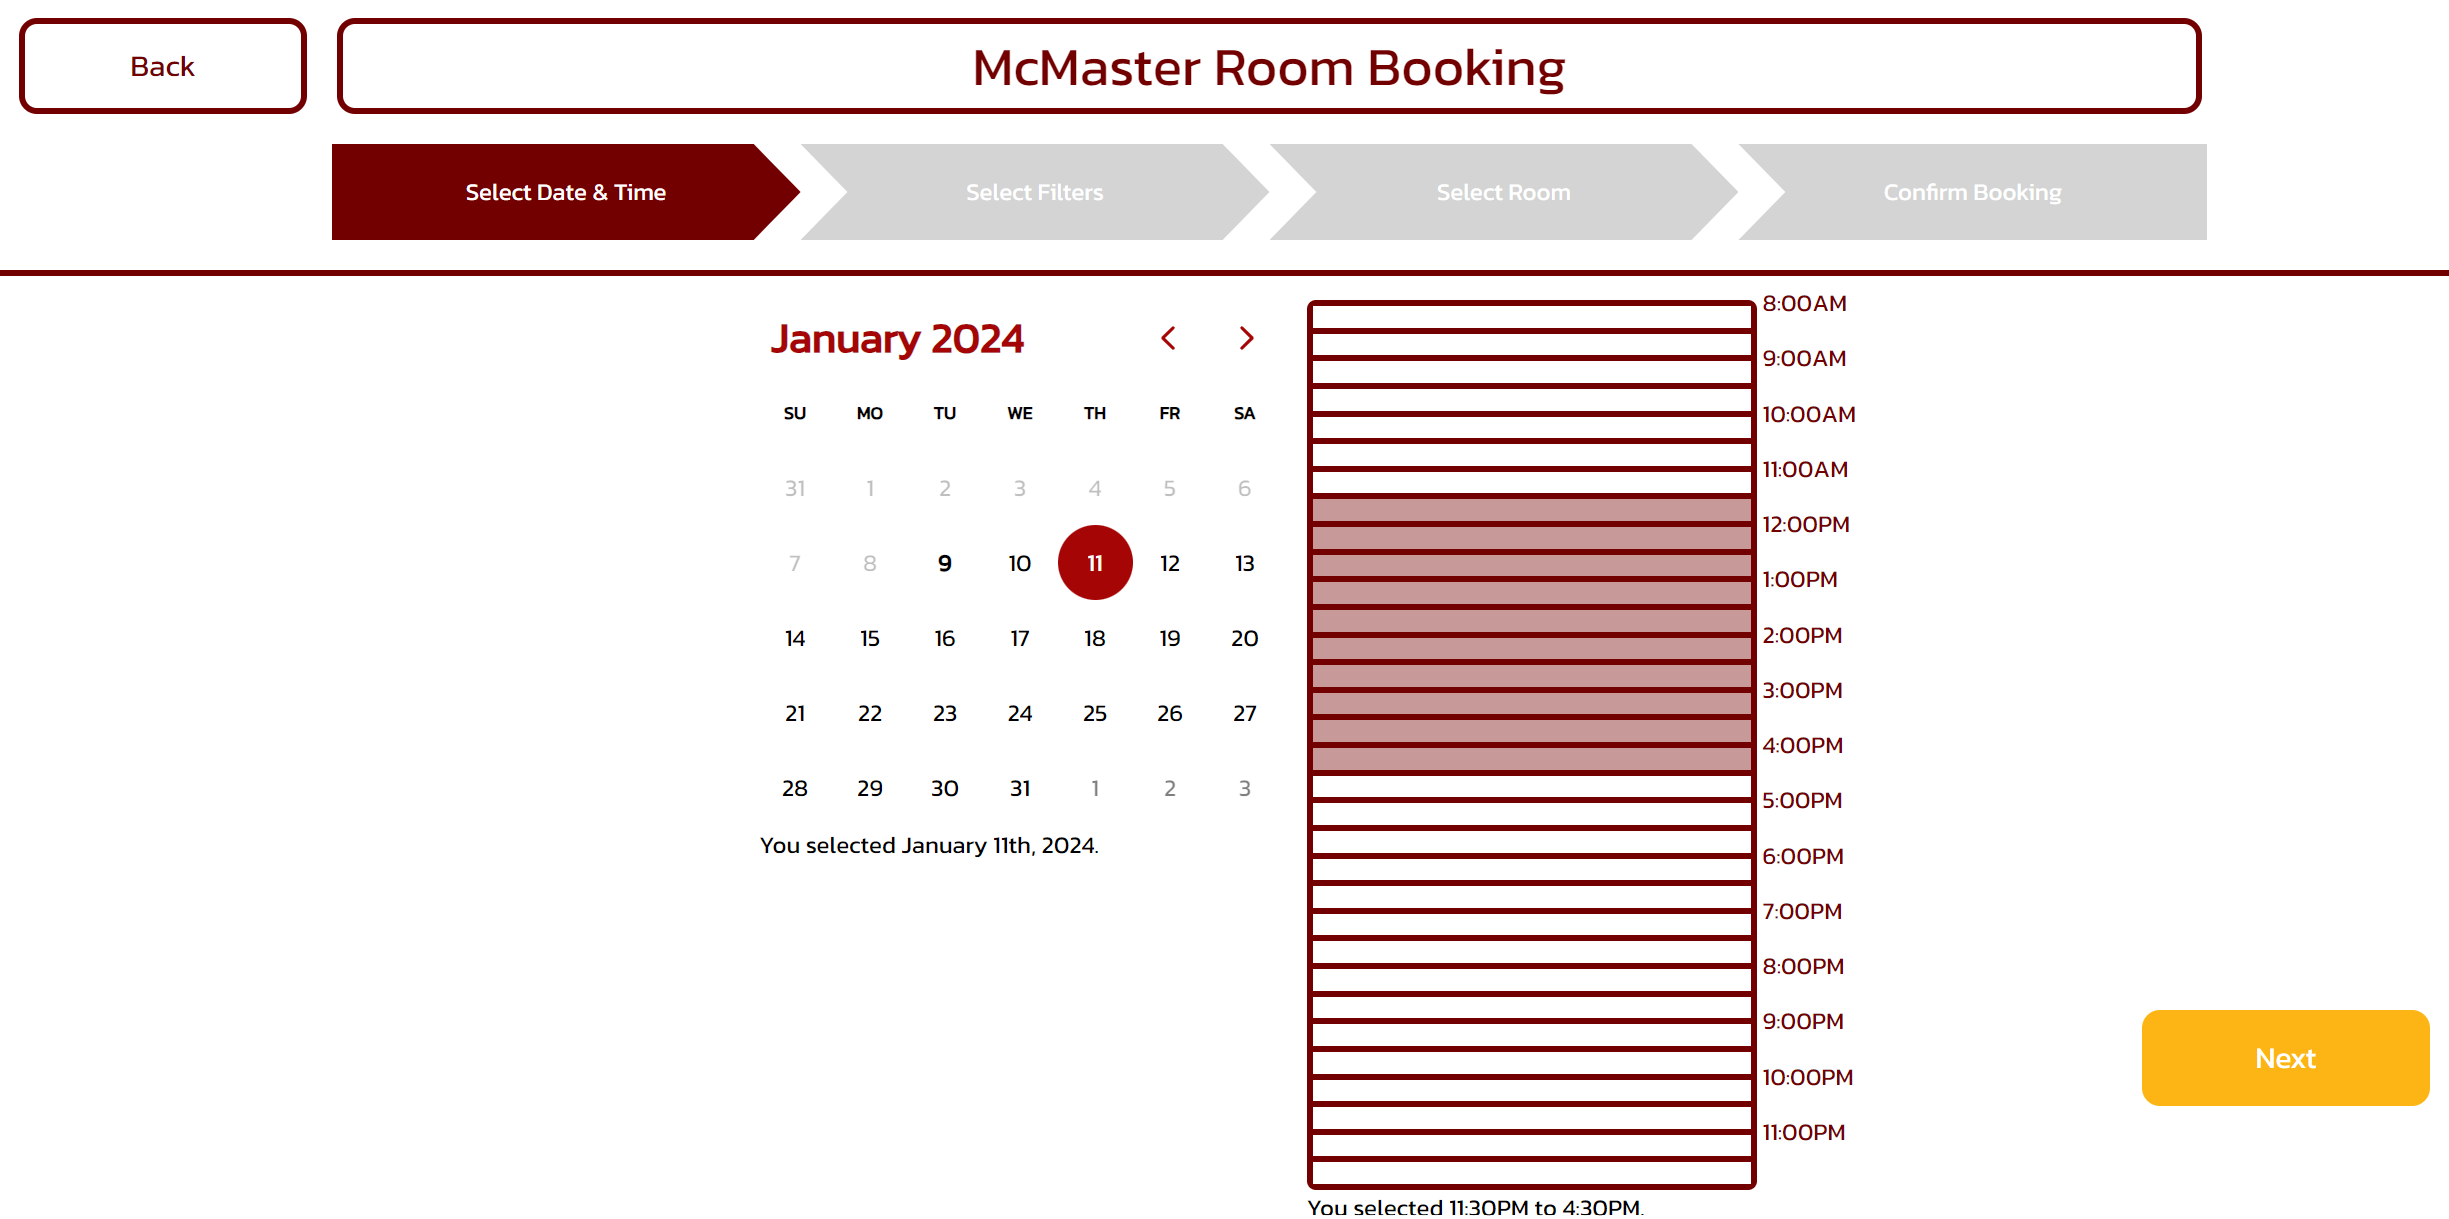 Back
McMaster Room Booking
Select Date & Time
Select Filters
Select Room
Confirm Booking
January 2024
SU MO TU WE TH FR SA
31 1 2 3 4 5 6
7 8 9 10 11 12 13
14 15 16 17 18 19 20
21 22 23 24 25 26 27
28 29 30 31 1 2 3
You selected January 11th, 2024.
8:00AM
9:00AM
10:00AM
11:00AM
12:00PM
1:00PM
2:00PM
3:00PM
4:00PM
5:00PM
6:00PM
7:00PM
8:00PM
9:00PM
10:00PM
11:00PM
You selected 11:30PM to 4:30PM.
Next